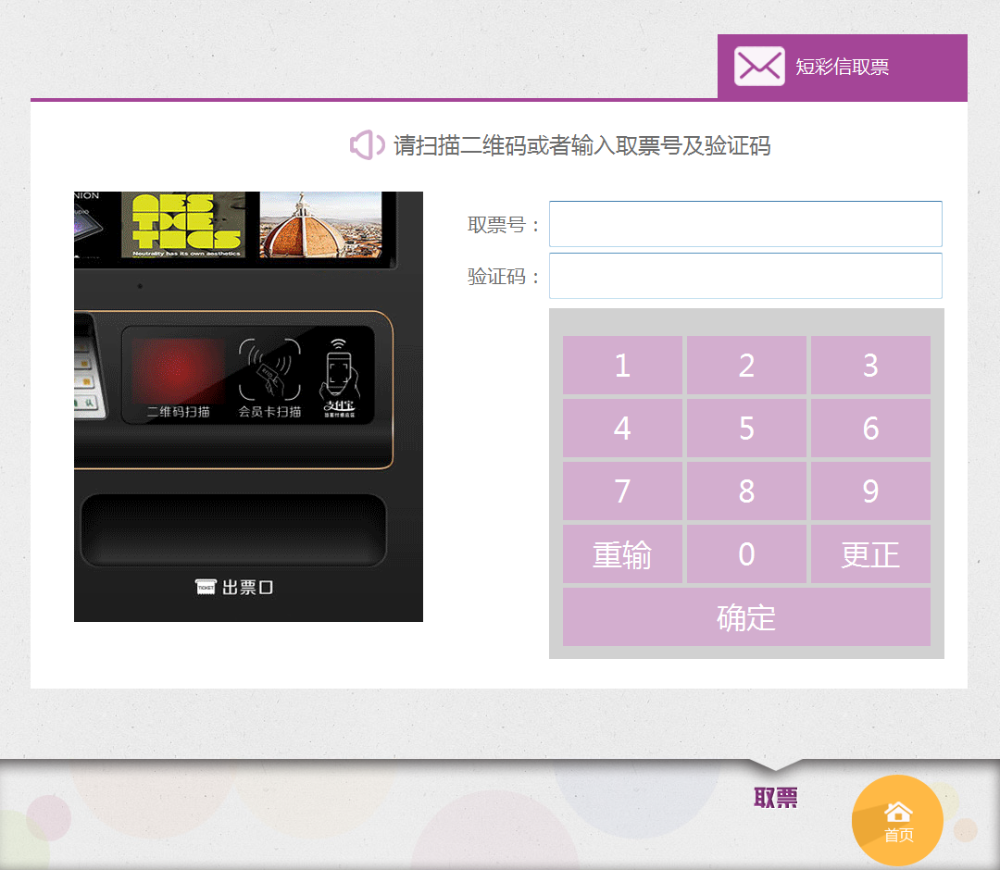 短彩信取票
请扫描二维码或者输入取票号及验证码
NION
AES
THE
TICS
Neutrality has its own aesthetics
取票号：
验证码：
1
2
3
4
5
6
7
8
9
重输
0
更正
确定
二维码扫描
会员卡扫描
支付宝
TICKET
出票口
取票
首页